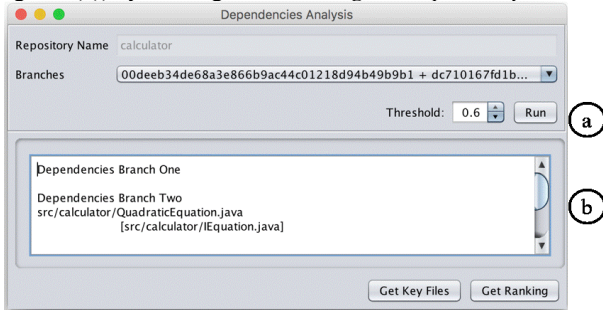 Dependencies Analysis
Repository Name calculator
Branches 00deeb34de68a3e866b9ac44c01218d94b49b9b1 + dc710167fd1b...
Threshold: 0.6 Run
a
Dependencies Branch One
Dependencies Branch Two
src/calculator/QuadraticEquation.java
[src/calculator/IEquation.java]
b
Get Key Files Get Ranking